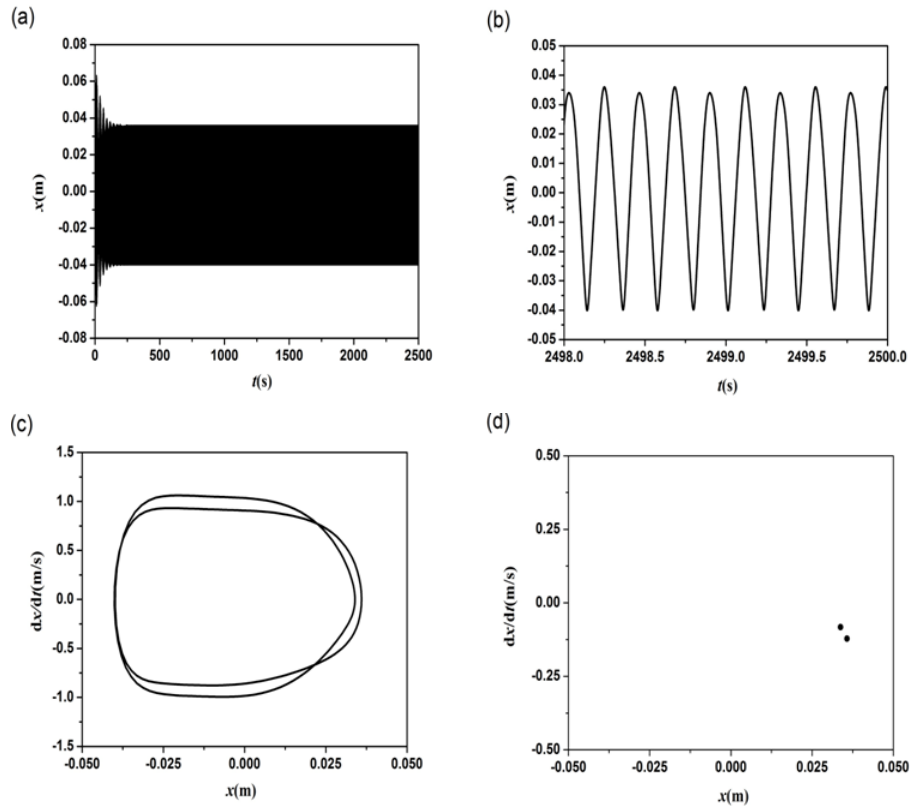 (a)
0.08
0.06
0.04
0.02
0.00
-0.02
-0.04
-0.06
-0.08
x(m)
0 500 1000 1500 2000 2500
t(s)
(b)
0.05
0.04
0.03
0.02
0.01
0.00
-0.01
-0.02
-0.03
-0.04
-0.05
x(m)
2498.0 2498.5 2499.0 2499.5 2500.0
t(s)
(c)
1.5
1.0
0.5
0.0
-0.5
-1.0
-1.5
dx/dt(m/s)
-0.050 -0.025 0.000 0.025 0.050
x(m)
(d)
0.50
0.25
0.00
-0.25
-0.50
dx/dt(m/s)
-0.050 -0.025 0.000 0.025 0.050
x(m)